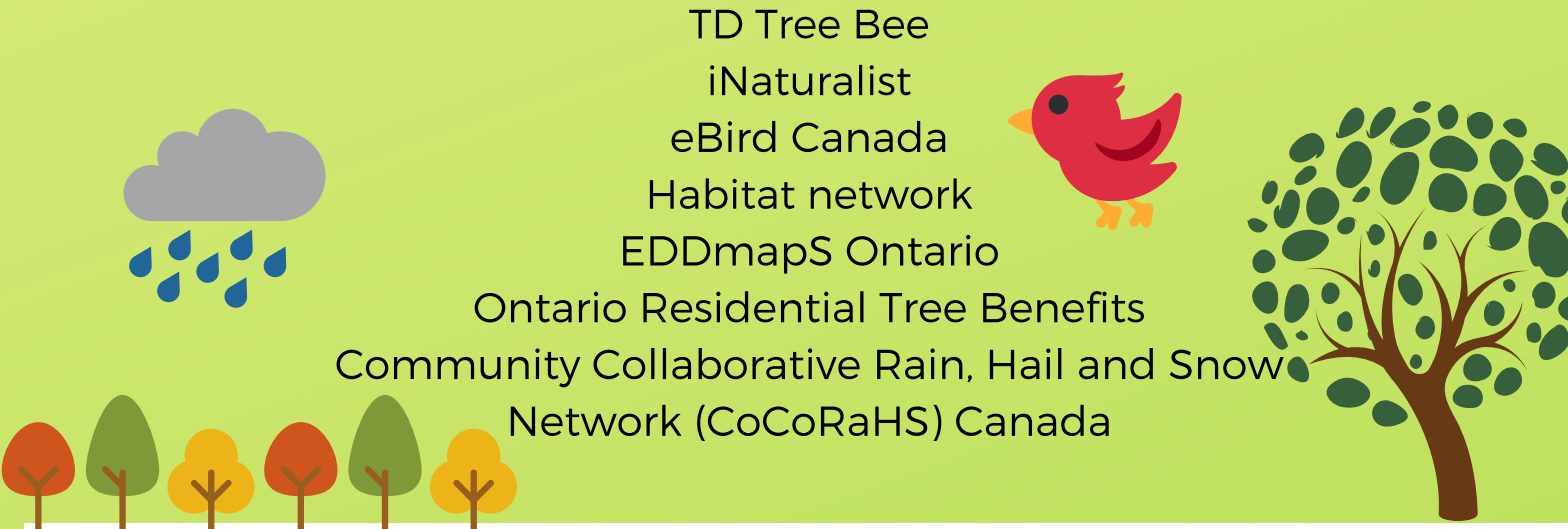 TD Tree Bee
iNaturalist
eBird Canada
Habitat network
EDDmapS Ontario
Ontario Residential Tree Benefits
Community Collaborative Rain, Hail and Snow
Network (CoCoRaHS) Canada